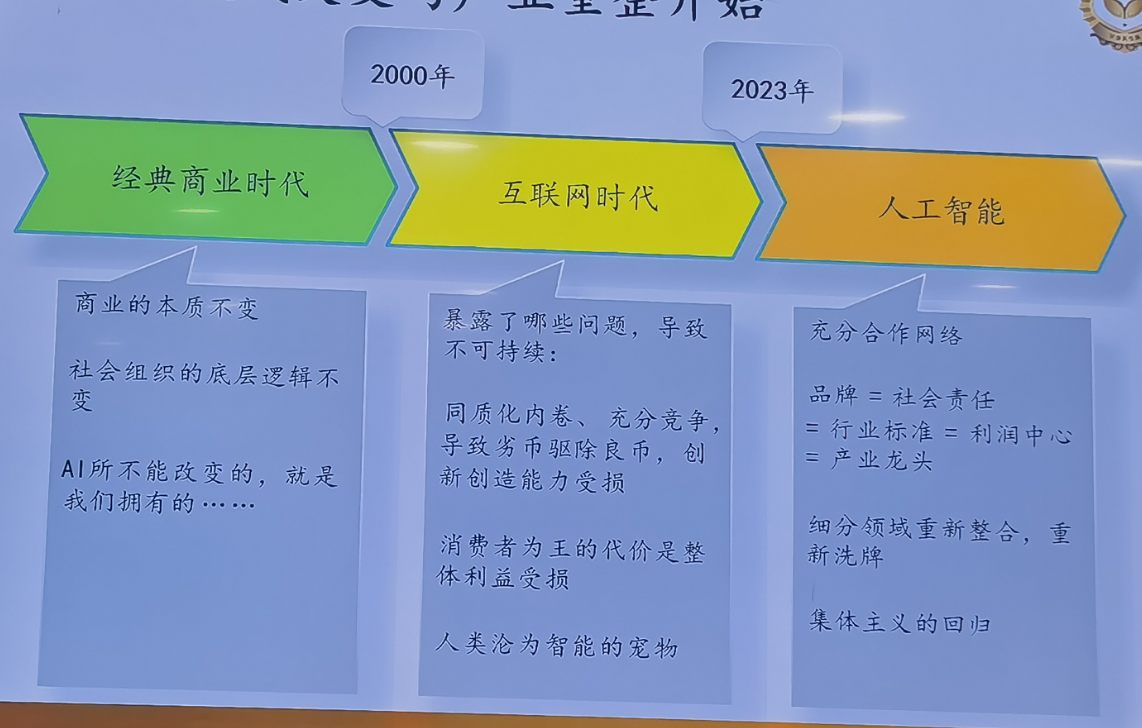 业重整开始
2000年
2023年
经典商业时代
互联网时代
人工智能
商业的本质不变
社会组织的底层逻辑不
变
AI所不能改变的，就是
我们拥有的……
暴露了哪些问题，导致
不可持续：
同质化内卷、充分竞争，
导致劣币驱除良币，创
新创造能力受损
消费者为王的代价是整
体利益受损
人类沦为智能的宠物
充分合作网络
品牌 = 社会责任
= 行业标准 = 利润中心
= 产业龙头
细分领域重新整合，重
新洗牌
集体主义的回归